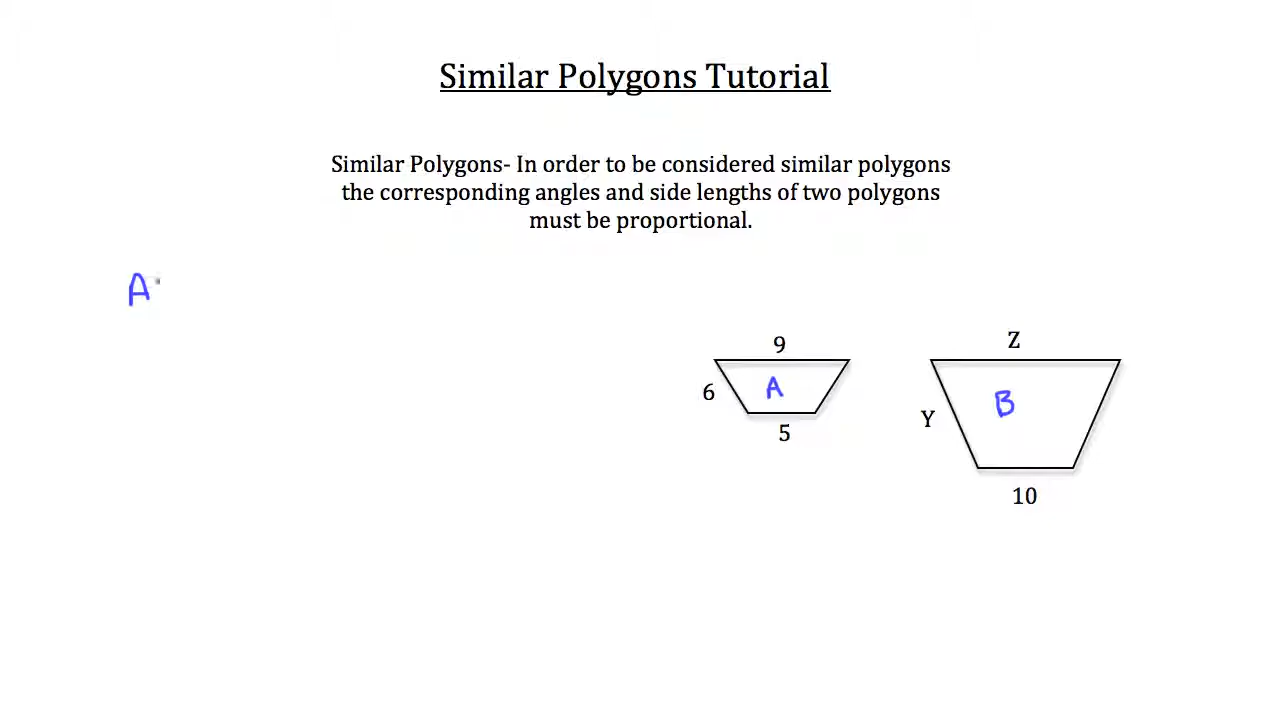 Similar Polygons Tutorial
Similar Polygons- In order to be considered similar polygons
the corresponding angles and side lengths of two polygons
must be proportional.
A
9
6
A
5
Z
Y
B
10